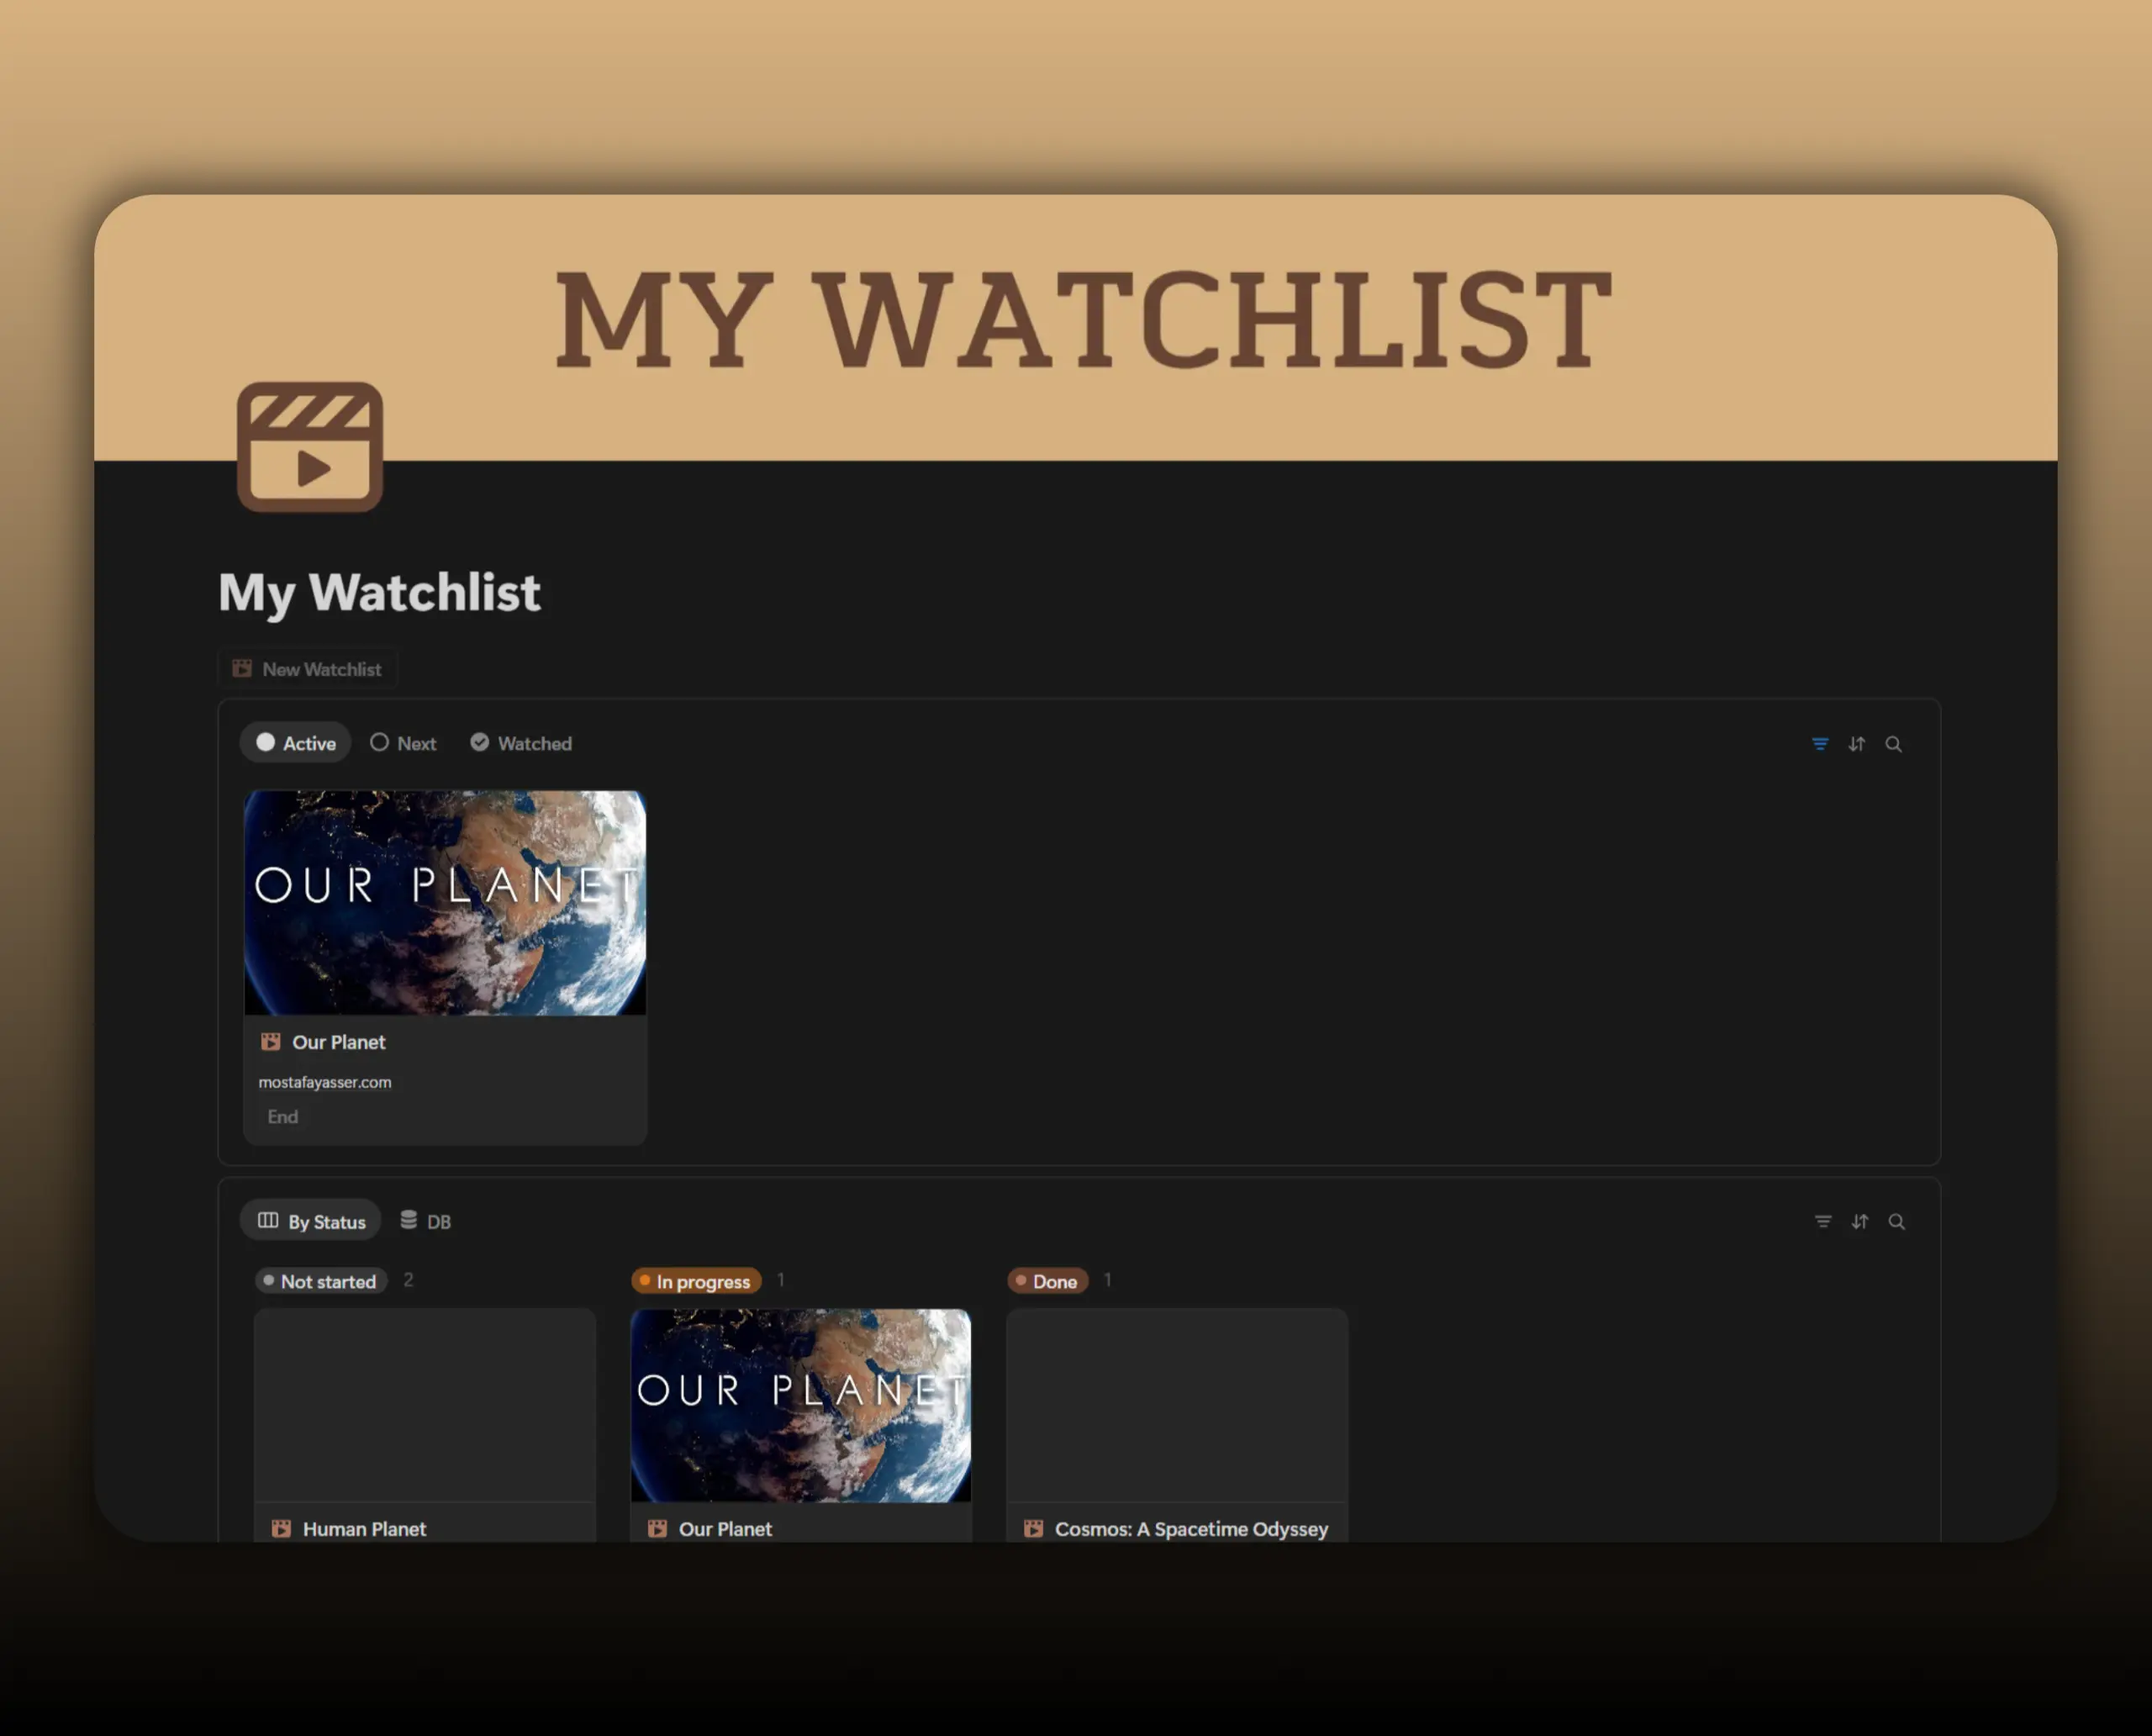 MY WATCHLIST
My Watchlist
New Watchlist
Active Next Watched
OUR PLANET
Our Planet
mostafayasser.com
End
By Status DB
Not started 2 In progress 1 Done 1
OUR PLANET
Human Planet Our Planet Cosmos: A Spacetime Odyssey